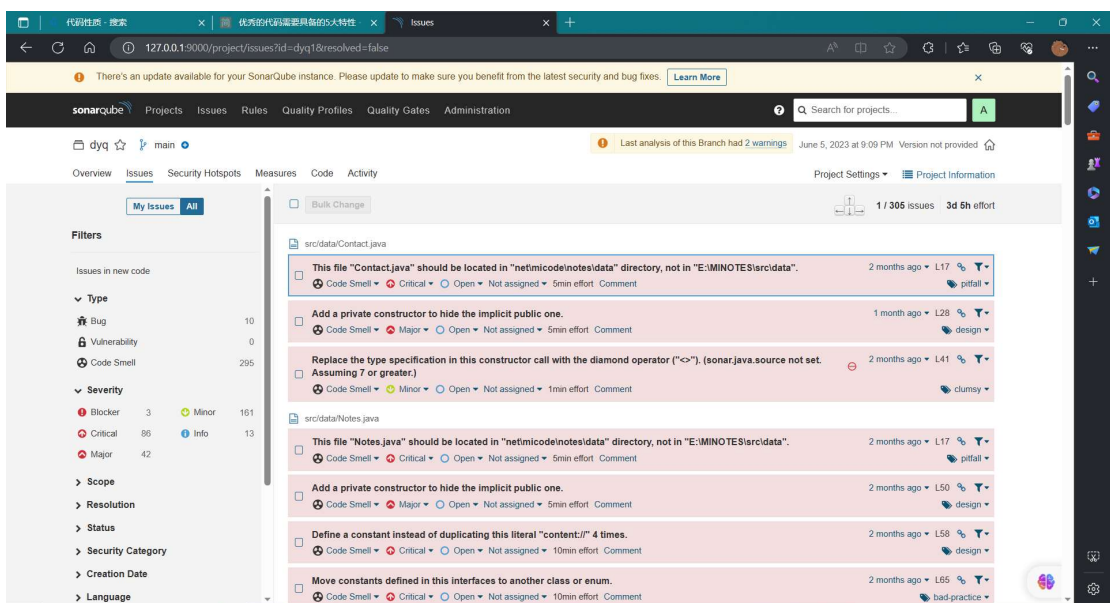 代码性质 - 搜索
优秀的代码需要具备的5大特性
Issues
127.0.0.1:9000/project/issues?id=dyq1&resolved=false
There's an update available for your SonarQube instance. Please update to make sure you benefit from the latest security and bug fixes. Learn More
sonarqube Projects Issues Rules Quality Profiles Quality Gates Administration Search for projects... A
dyq main Last analysis of this Branch had 2 warnings June 5, 2023 at 9:09 PM Version not provided
Overview Issues Security Hotspots Measures Code Activity Project Settings Project Information
My Issues All
Bulk Change 1 / 305 issues 3d 5h effort
Filters
Issues in new code
Type
Bug 10
Vulnerability 0
Code Smell 295
Severity
Blocker 3 Minor 161
Critical 86 Info 13
Major 42
Scope
Resolution
Status
Security Category
Creation Date
Language
src/data/Contact.java
This file "Contact.java" should be located in "net\micode\notes\data" directory, not in "E:\MINOTES\src\data". 2 months ago L17
Code Smell Critical Open Not assigned 5min effort Comment pitfall
Add a private constructor to hide the implicit public one. 1 month ago L28
Code Smell Major Open Not assigned 5min effort Comment design
Replace the type specification in this constructor call with the diamond operator ("<>"). (sonar.java.source not set. 2 months ago L41
Assuming 7 or greater.)
Code Smell Minor Open Not assigned 1min effort Comment clumsy
src/data/Notes.java
This file "Notes.java" should be located in "net\micode\notes\data" directory, not in "E:\MINOTES\src\data". 2 months ago L17
Code Smell Critical Open Not assigned 5min effort Comment pitfall
Add a private constructor to hide the implicit public one. 2 months ago L50
Code Smell Major Open Not assigned 5min effort Comment design
Define a constant instead of duplicating this literal "content://" 4 times. 2 months ago L58
Code Smell Critical Open Not assigned 10min effort Comment design
Move constants defined in this interfaces to another class or enum. 2 months ago L65
Code Smell Critical Open Not assigned 10min effort Comment bad-practice